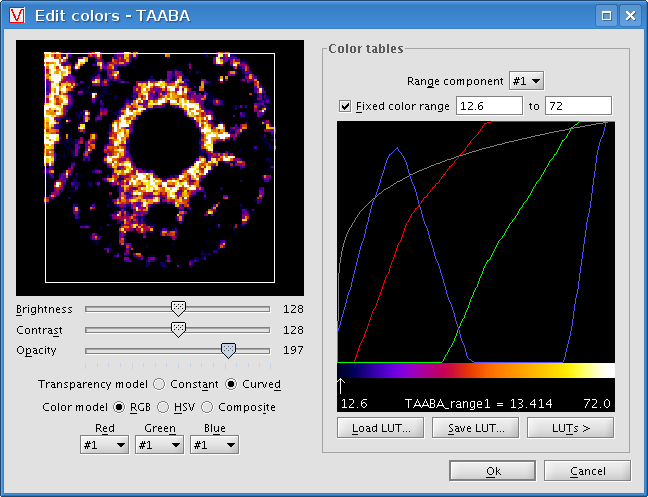 Edit colors - TAABA
Color tables
Range component #1
Fixed color range 12.6 to 72
Brightness 128
Contrast 128
Opacity 197
Transparency model Constant Curved
Color model RGB HSV Composite
Red Green Blue
#1 #1 #1
12.6 TAABA_range1 = 13.414 72.0
Load LUT... Save LUT... LUTs >
Ok Cancel